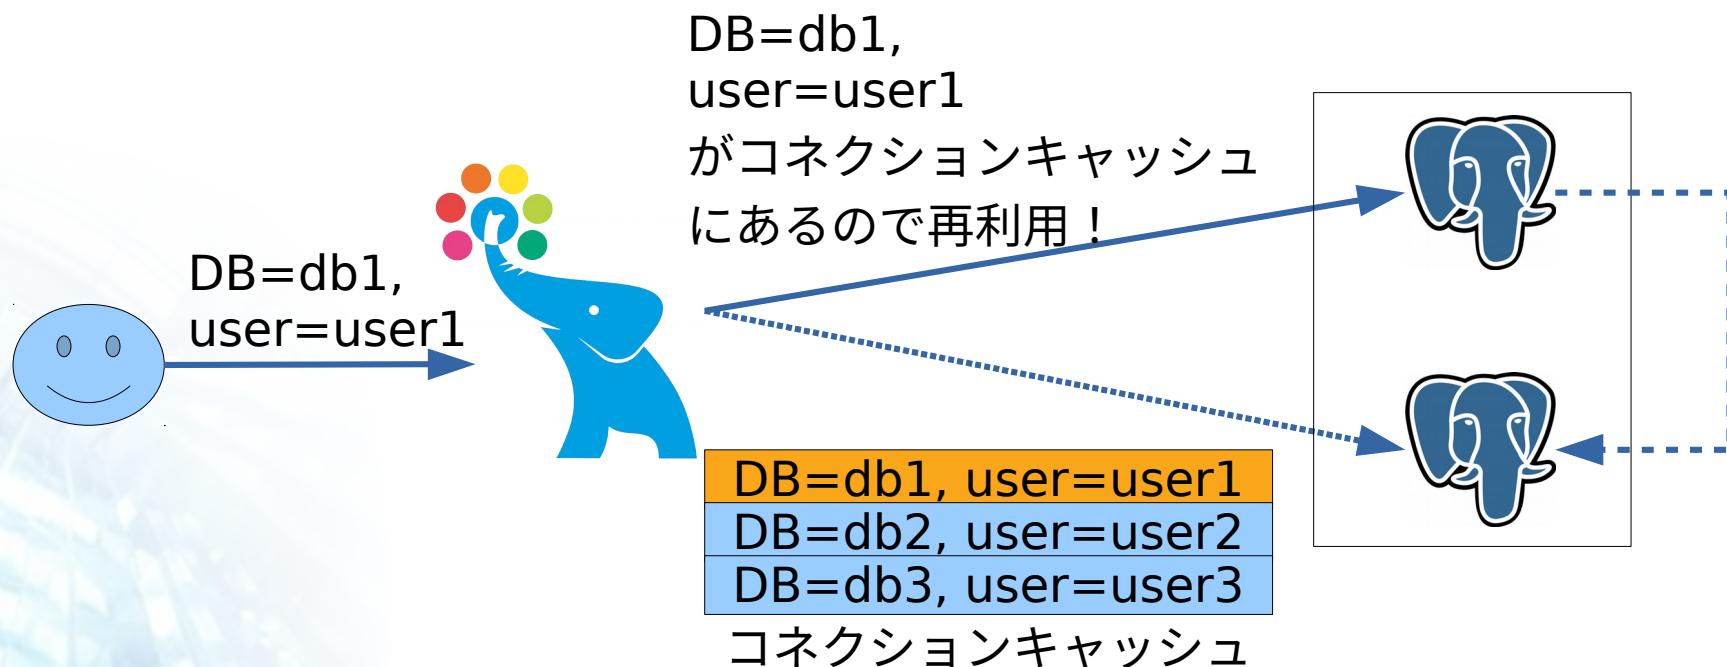 DB=db1,
user=user1
がコネクションキャッシュ
にあるので再利用！
DB=db1,
user=user1
DB=db1, user=user1
DB=db2, user=user2
DB=db3, user=user3
コネクションキャッシュ